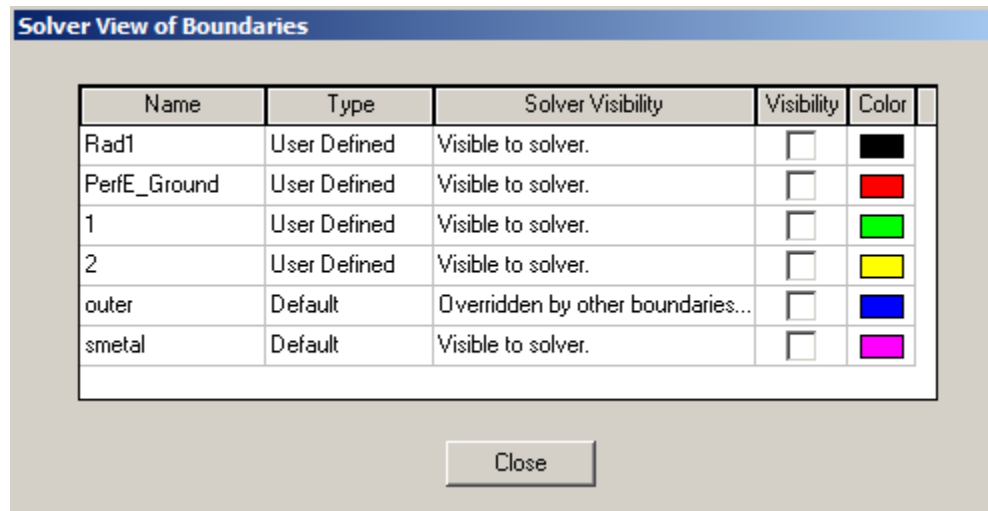 Solver View of Boundaries
Name Type Solver Visibility Visibility Color
Rad1 User Defined Visible to solver.
PerfE_Ground User Defined Visible to solver.
1 User Defined Visible to solver.
2 User Defined Visible to solver.
outer Default Overridden by other boundaries...
smetal Default Visible to solver.
Close